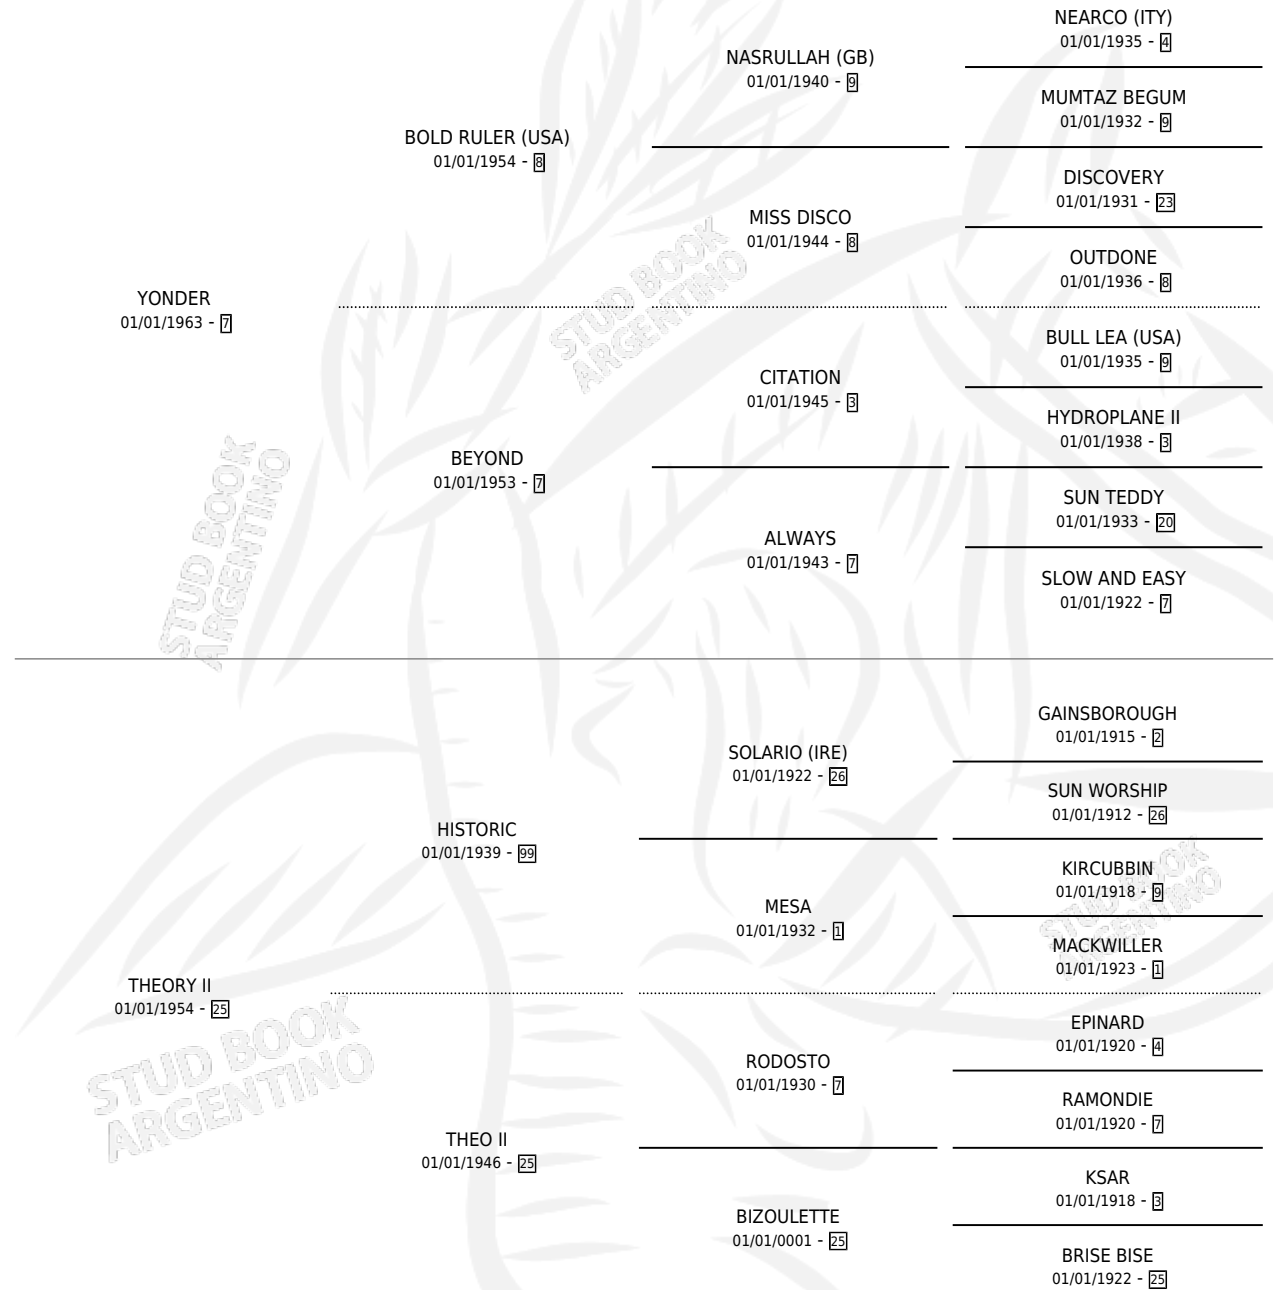 YONDER
01/01/1963 - 7
BOLD RULER (USA)
01/01/1954 - 8
BEYOND
01/01/1953 - 7
NASRULLAH (GB)
01/01/1940 - 9
MISS DISCO
01/01/1944 - 8
CITATION
01/01/1945 - 3
ALWAYS
01/01/1943 - 7
NEARCO (ITY)
01/01/1935 - 4
MUMTAZ BEGUM
01/01/1932 - 9
DISCOVERY
01/01/1931 - 23
OUTDONE
01/01/1936 - 8
BULL LEA (USA)
01/01/1935 - 9
HYDROPLANE II
01/01/1938 - 3
SUN TEDDY
01/01/1933 - 20
SLOW AND EASY
01/01/1922 - 7
STUD BOOK
ARGENTINO
STUD BOOK
ARGENTINO
THEORY II
01/01/1954 - 25
HISTORIC
01/01/1939 - 99
THEO II
01/01/1946 - 25
SOLARIO (IRE)
01/01/1922 - 26
MESA
01/01/1932 - 1
RODOSTO
01/01/1930 - 7
BIZOULETTE
01/01/0001 - 25
GAINSBOROUGH
01/01/1915 - 2
SUN WORSHIP
01/01/1912 - 26
KIRCUBBIN
01/01/1918 - 9
MACKWILLER
01/01/1923 - 1
EPINARD
01/01/1920 - 4
RAMONDIE
01/01/1920 - 7
KSAR
01/01/1918 - 3
BRISE BISE
01/01/1922 - 25
STUD BOOK
ARGENTINO
STUD BOOK
ARGENTINO